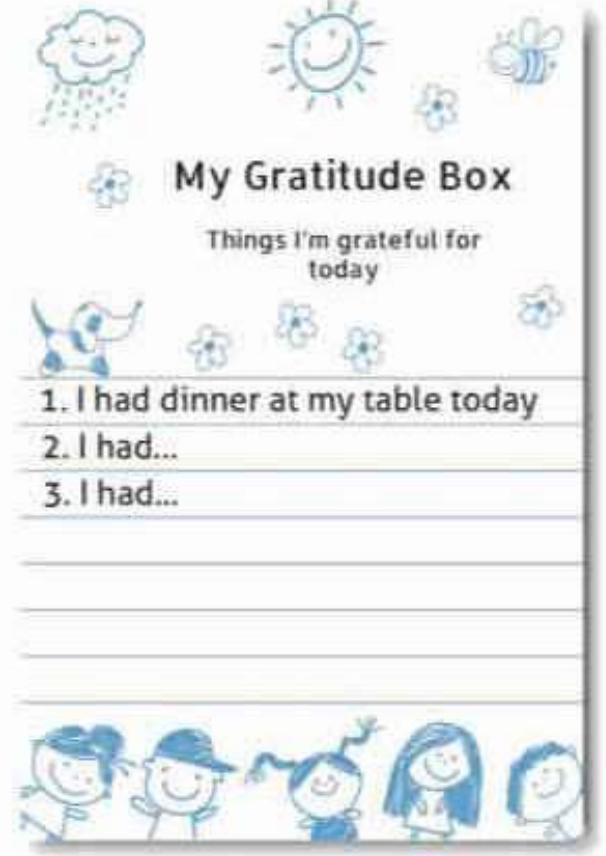 My Gratitude Box
Things I'm grateful for
today
1. I had dinner at my table today
2. I had...
3. I had...